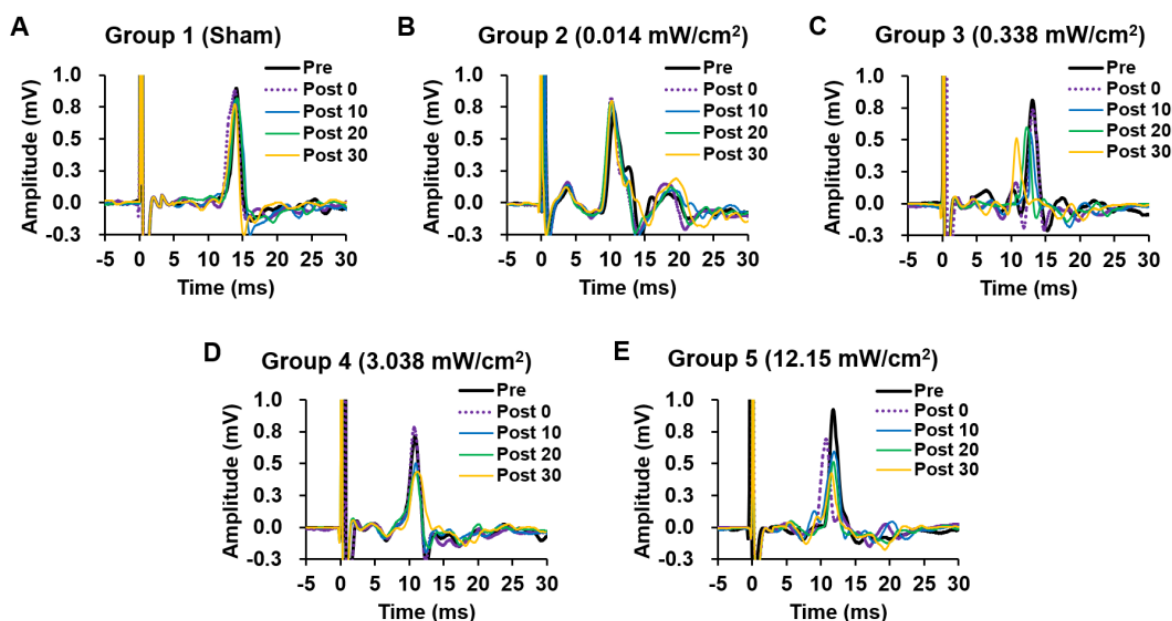 A
Group 1 (Sham)
Amplitude (mV)
1.0
0.8
0.5
0.3
0.0
-0.3
-5 0 5 10 15 20 25 30
Time (ms)
Pre
Post 0
Post 10
Post 20
Post 30
B
Group 2 (0.014 mW/cm²)
Amplitude (mV)
1.0
0.8
0.5
0.3
0.0
-0.3
-5 0 5 10 15 20 25 30
Time (ms)
Pre
Post 0
Post 10
Post 20
Post 30
C
Group 3 (0.338 mW/cm²)
Amplitude (mV)
1.0
0.8
0.5
0.3
0.0
-0.3
-5 0 5 10 15 20 25 30
Time (ms)
Pre
Post 0
Post 10
Post 20
Post 30
D
Group 4 (3.038 mW/cm²)
Amplitude (mV)
1.0
0.8
0.5
0.3
0.0
-0.3
-5 0 5 10 15 20 25 30
Time (ms)
Pre
Post 0
Post 10
Post 20
Post 30
E
Group 5 (12.15 mW/cm²)
Amplitude (mV)
1.0
0.8
0.5
0.3
0.0
-0.3
-5 0 5 10 15 20 25 30
Time (ms)
Pre
Post 0
Post 10
Post 20
Post 30